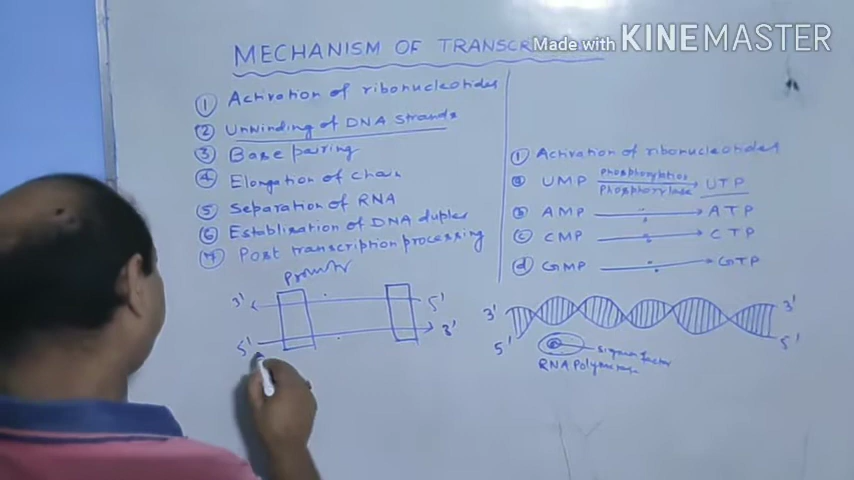 MECHANISM OF TRANSCR
Made with KINEMASTER
① Activation of ribonucleotides
② Unwinding of DNA strands
③ Base pairing
④ Elongation of chain
⑤ Separation of RNA
⑥ Establization of DNA duplex
⑦ Post transcription processing
① Activation of ribonucleotides
ⓐ UMP phosphorylation UTP
Phosphorylase
ⓑ AMP ATP
ⓒ CMP CTP
ⓓ GMP GTP
Promotr
3' 5'
5' 3'
3' 3'
5' 5'
σ sigma factor
RNA Polymerase